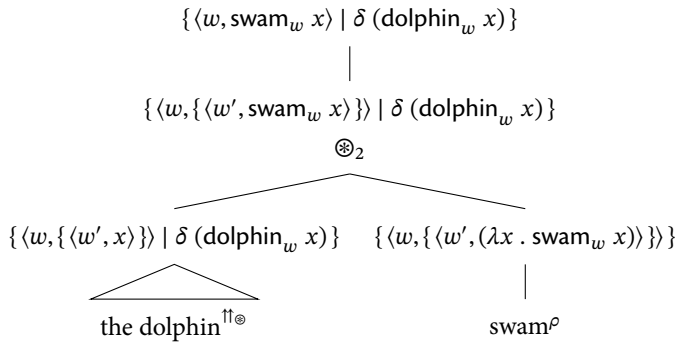 {⟨w, swam_w x⟩ | δ (dolphin_w x)}
{⟨w, {⟨w′, swam_w x⟩}⟩ | δ (dolphin_w x)}
⊛₂
{⟨w, {⟨w′, x⟩}⟩ | δ (dolphin_w x)} {⟨w, {⟨w′, (λx . swam_w x)⟩}⟩}
the dolphin^⇈⊛ swam^ρ